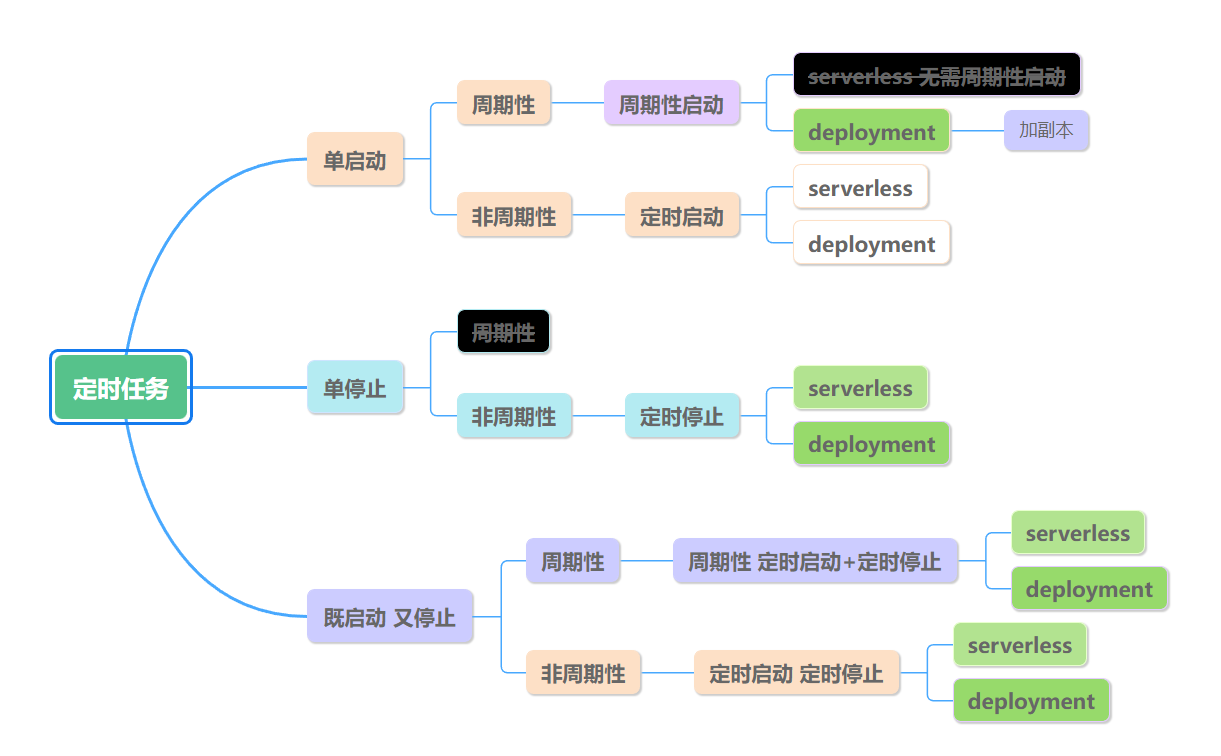 定时任务
单启动
周期性
周期性启动
serverless 无需周期性启动
deployment
加副本
非周期性
定时启动
serverless
deployment
单停止
周期性
非周期性
定时停止
serverless
deployment
既启动 又停止
周期性
周期性 定时启动+定时停止
serverless
deployment
非周期性
定时启动 定时停止
serverless
deployment